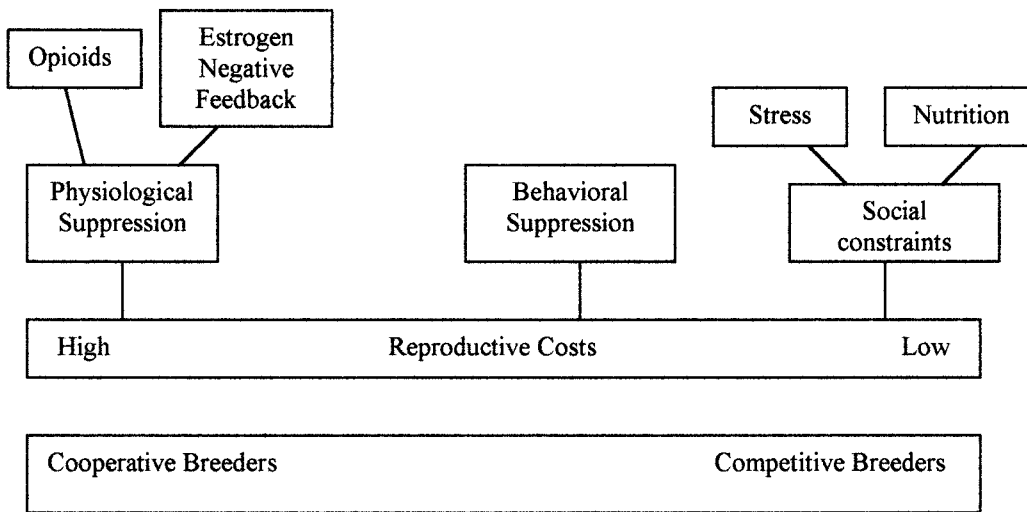 Opioids
Estrogen
Negative
Feedback
Stress
Nutrition
Physiological
Suppression
Behavioral
Suppression
Social
constraints
High Reproductive Costs Low
Cooperative Breeders Competitive Breeders